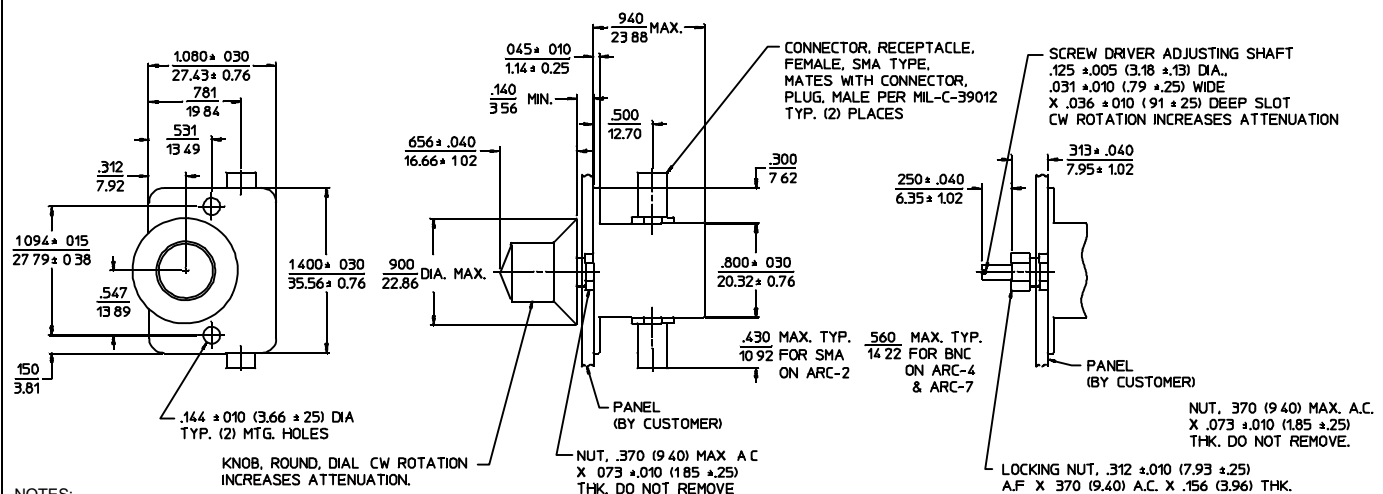 1.080± 030
27.43± 0.76
781
19 84
531
13 49
.312
7.92
1094± 015
27 79± 0 38
.547
13 89
150
3.81
1400± 030
35.56± 0.76
.144 ±010 (3.66 ±25) DIA
TYP. (2) MTG. HOLES
940
23 88
MAX.
045± 010
1.14± 0.25
.140
3 56
MIN.
.500
12.70
656± .040
16.66± 1 02
.300
7 62
900
22.86
DIA. MAX.
.800± 030
20.32± 0.76
CONNECTOR, RECEPTACLE,
FEMALE, SMA TYPE,
MATES WITH CONNECTOR,
PLUG, MALE PER MIL-C-39012
TYP. (2) PLACES
.430
10 92
MAX. TYP.
FOR SMA
ON ARC-2
.560
14 22
MAX. TYP.
FOR BNC
ON ARC-4
& ARC-7
PANEL
(BY CUSTOMER)
KNOB, ROUND, DIAL CW ROTATION
INCREASES ATTENUATION.
NUT, .370 (9 40) MAX A C
X 073 ±.010 (1 85 ±.25)
THK. DO NOT REMOVE
SCREW DRIVER ADJUSTING SHAFT
.125 ±.005 (3.18 ±.13) DIA.,
.031 ±.010 (.79 ±.25) WIDE
X .036 ±010 (91 ±25) DEEP SLOT
CW ROTATION INCREASES ATTENUATION
313± .040
7.95± 1.02
250± .040
6.35± 1.02
PANEL
(BY CUSTOMER)
NUT, .370 (9 40) MAX. A.C.
X .073 ±.010 (1.85 ±.25)
THK. DO NOT REMOVE.
LOCKING NUT, .312 ±.010 (7.93 ±.25)
A.F X 370 (9.40) A.C. X .156 (3.96) THK.